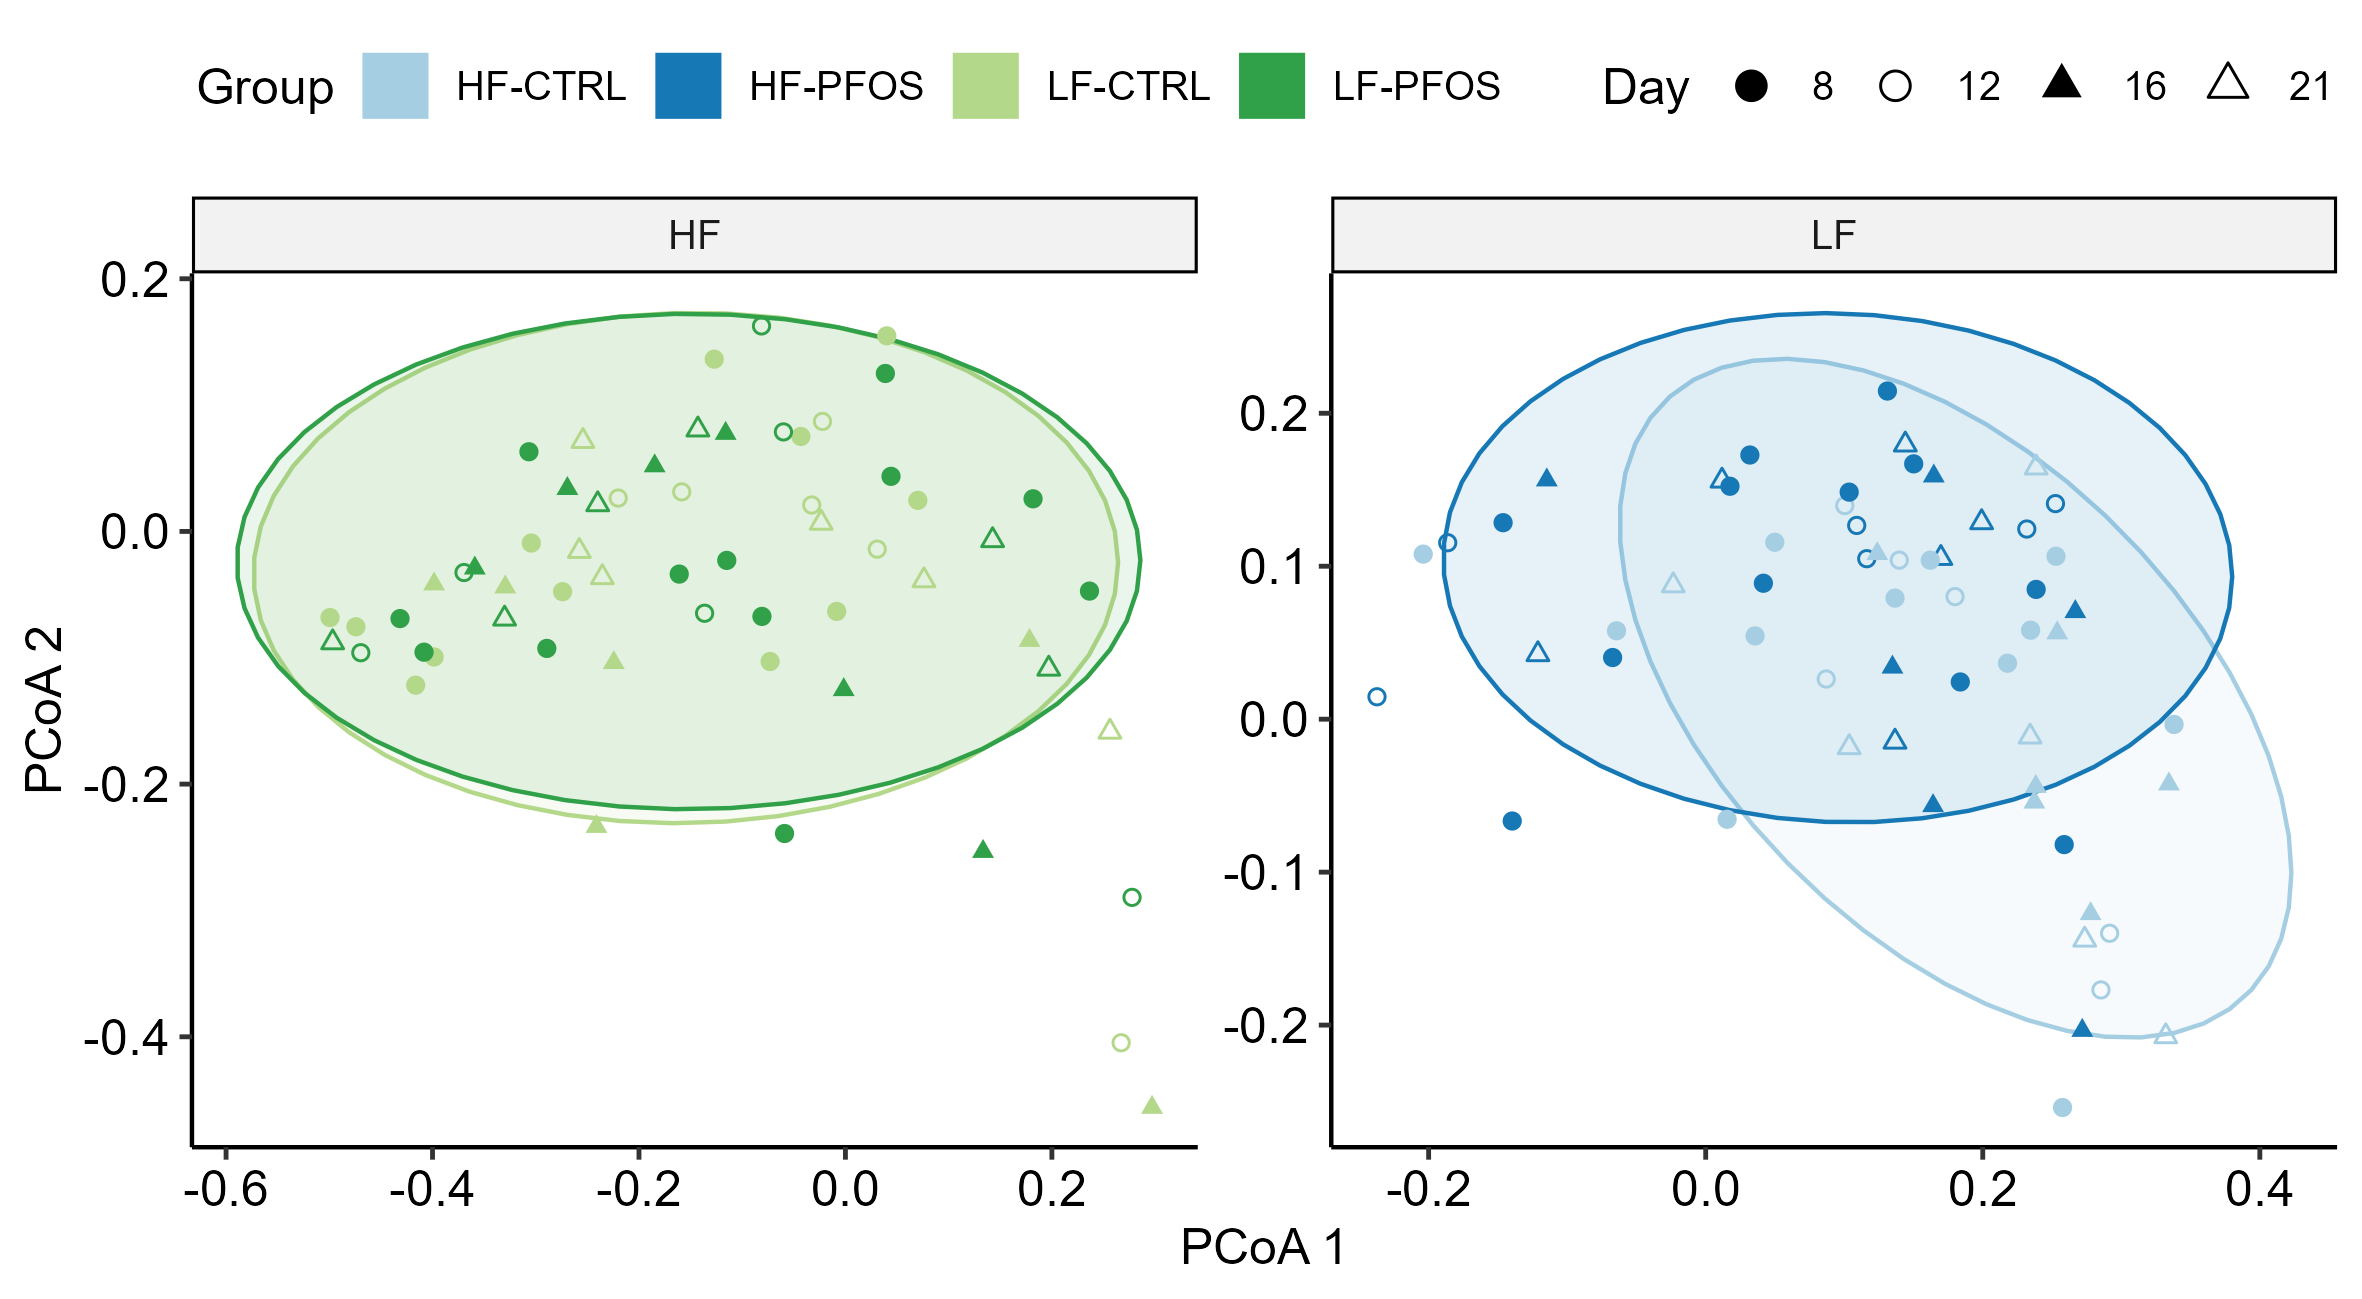 Group HF-CTRL HF-PFOS LF-CTRL LF-PFOS Day 8 12 16 21
HF
LF
PCoA 2
0.2
0.0
-0.2
-0.4
0.2
0.1
0.0
-0.1
-0.2
-0.6 -0.4 -0.2 0.0 0.2
-0.2 0.0 0.2 0.4
PCoA 1